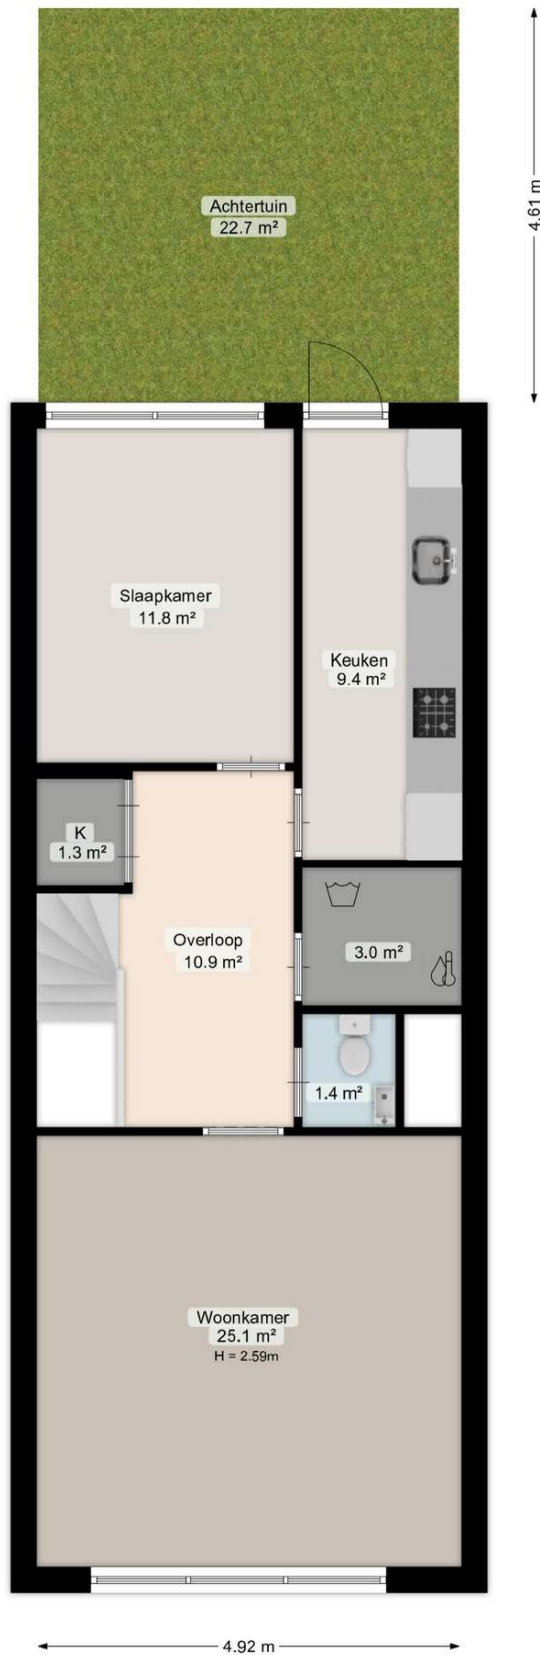 Achtertuin
22.7 m²
4.61 m
Slaapkamer
11.8 m²
Keuken
9.4 m²
K
1.3 m²
Overloop
10.9 m²
3.0 m²
1.4 m²
Woonkamer
25.1 m²
H = 2.59m
4.92 m